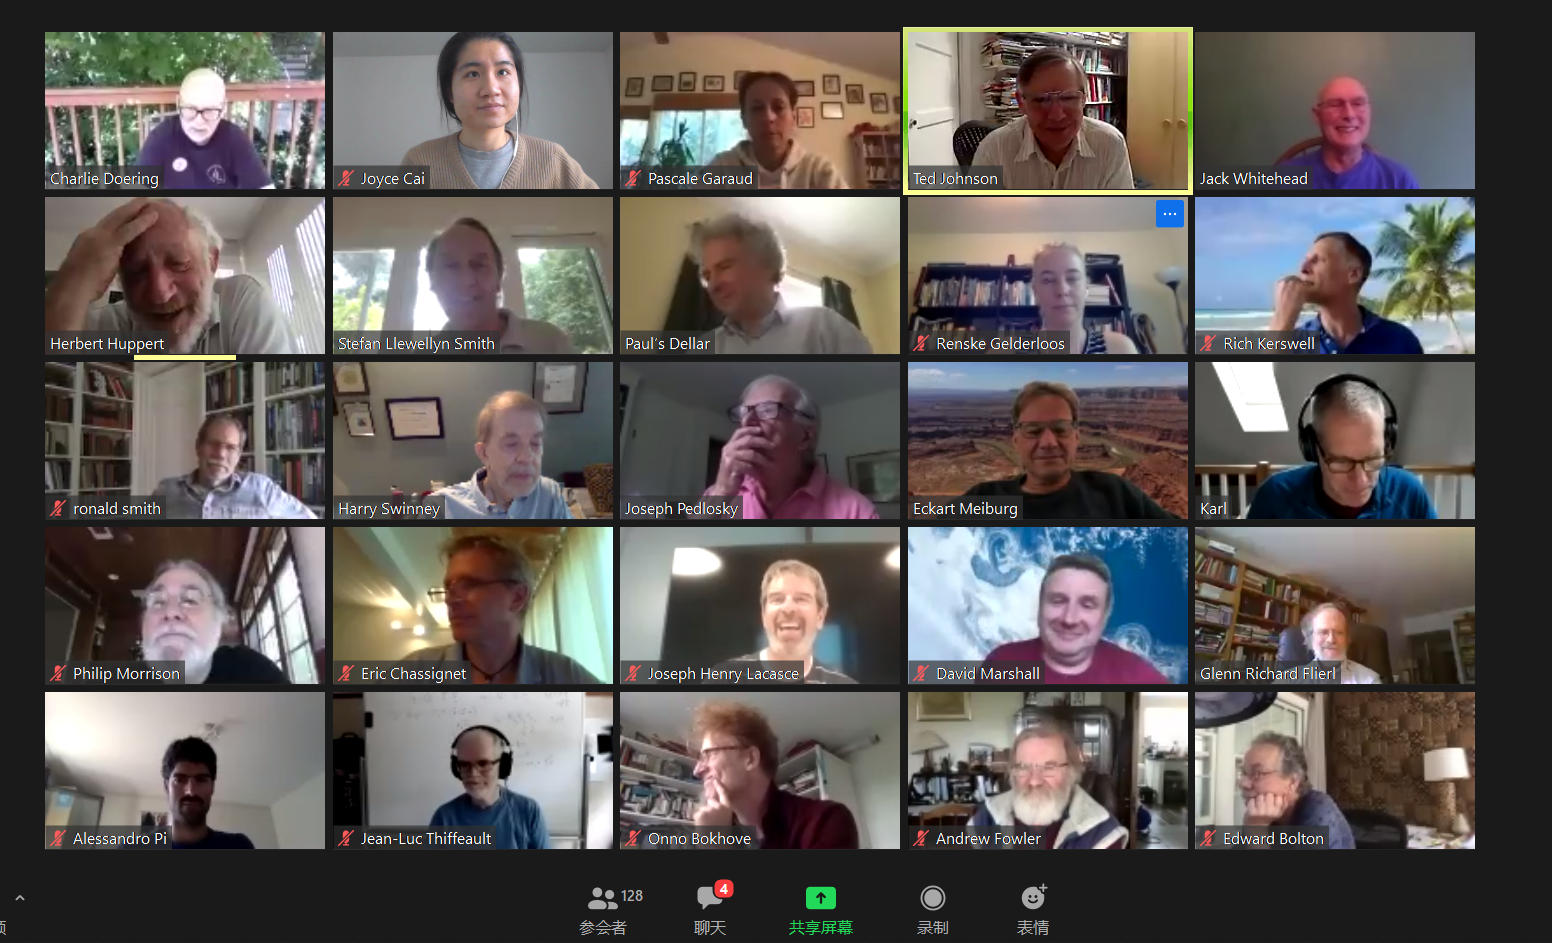 Charlie Doering
Joyce Cai
Pascale Garaud
Ted Johnson
Jack Whitehead
Herbert Huppert
Stefan Llewellyn Smith
Paul's Dellar
Renske Gelderloos
Rich Kerswell
ronald smith
Harry Swinney
Joseph Pedlosky
Eckart Meiburg
Karl
Philip Morrison
Eric Chassignet
Joseph Henry Lacasce
David Marshall
Glenn Richard Flierl
Alessandro Pi
Jean-Luc Thiffeault
Onno Bokhove
Andrew Fowler
Edward Bolton
128
4
参会者
聊天
共享屏幕
录制
表情